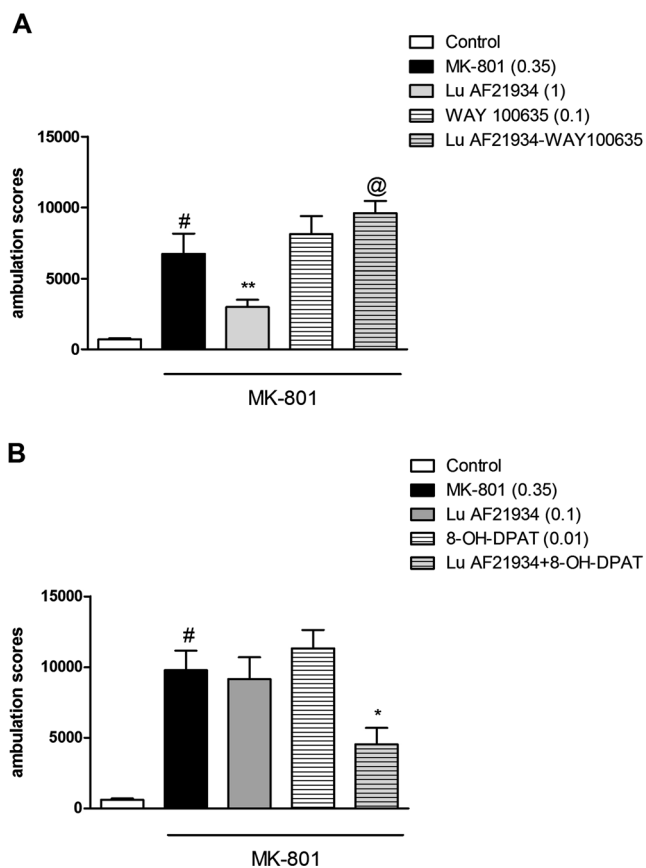 A
Control
MK-801 (0.35)
Lu AF21934 (1)
WAY 100635 (0.1)
Lu AF21934-WAY100635
15000
10000
5000
0
ambulation scores
#
**
@
MK-801
B
Control
MK-801 (0.35)
Lu AF21934 (0.1)
8-OH-DPAT (0.01)
Lu AF21934+8-OH-DPAT
15000
10000
5000
0
ambulation scores
#
*
MK-801